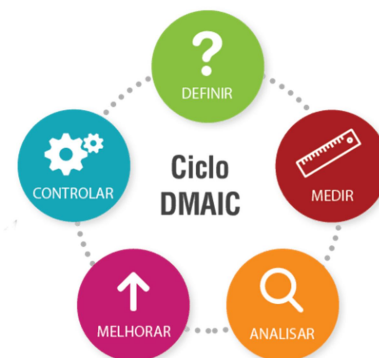 DEFINIR
CONTROLAR
Ciclo
DMAIC
MEDIR
MELHORAR
ANALISAR